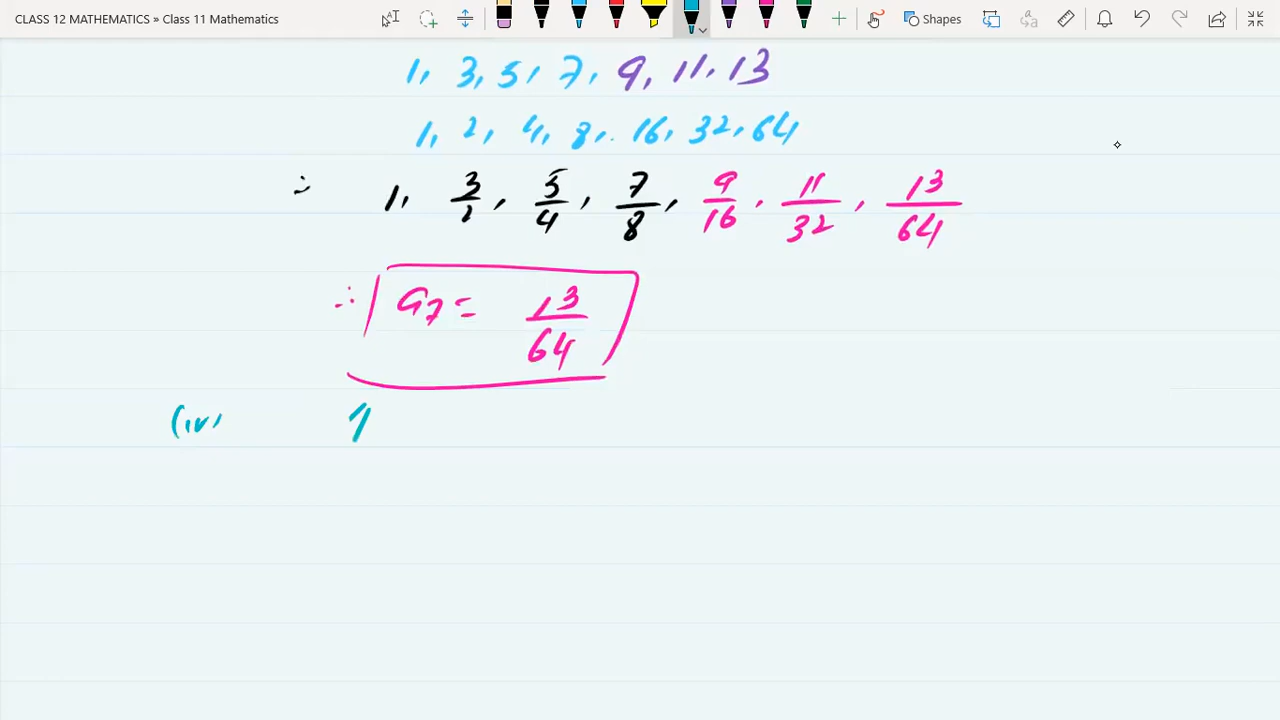 CLASS 12 MATHEMATICS » Class 11 Mathematics
Shapes
1, 3, 5, 7, 9, 11, 13
1, 2, 4, 8, 16, 32, 64
∴ 1, 3/2, 5/4, 7/8, 9/16, 11/32, 13/64
∴ a7 = 13/64
(iv) 1